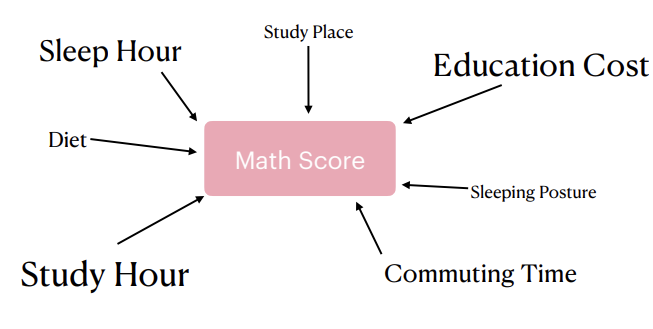 Study Place
Sleep Hour
Education Cost
Diet
Math Score
Sleeping Posture
Study Hour
Commuting Time